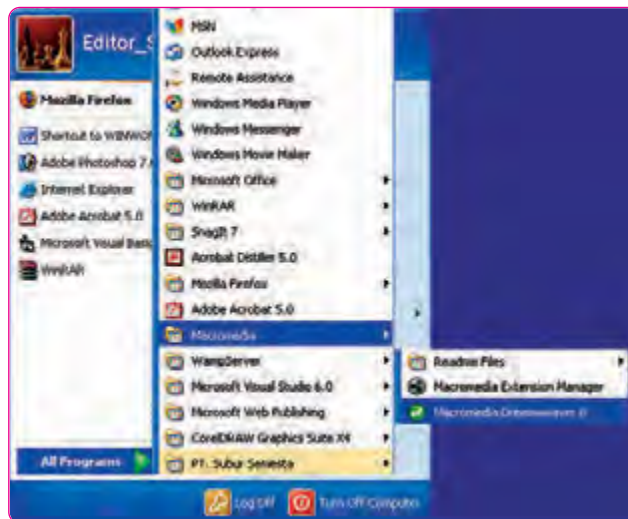 Editor_S
Mozilla Firefox
Shortcut to WINWO
Adobe Photoshop 7.
Internet Explorer
Adobe Acrobat 5.0
Microsoft Visual Basic
WinRAR
All Programs
MSN
Outlook Express
Remote Assistance
Windows Media Player
Windows Messenger
Windows Movie Maker
Microsoft Office
WinRAR
SnagIt 7
Acrobat Distiller 5.0
Mozilla Firefox
Adobe Acrobat 5.0
Macromedia
WampServer
Microsoft Visual Studio 6.0
Microsoft Web Publishing
CorelDRAW Graphics Suite X4
PT. Subur Semesta
Readme Files
Macromedia Extension Manager
Macromedia Dreamweaver 8
Log Off
Turn Off Computer